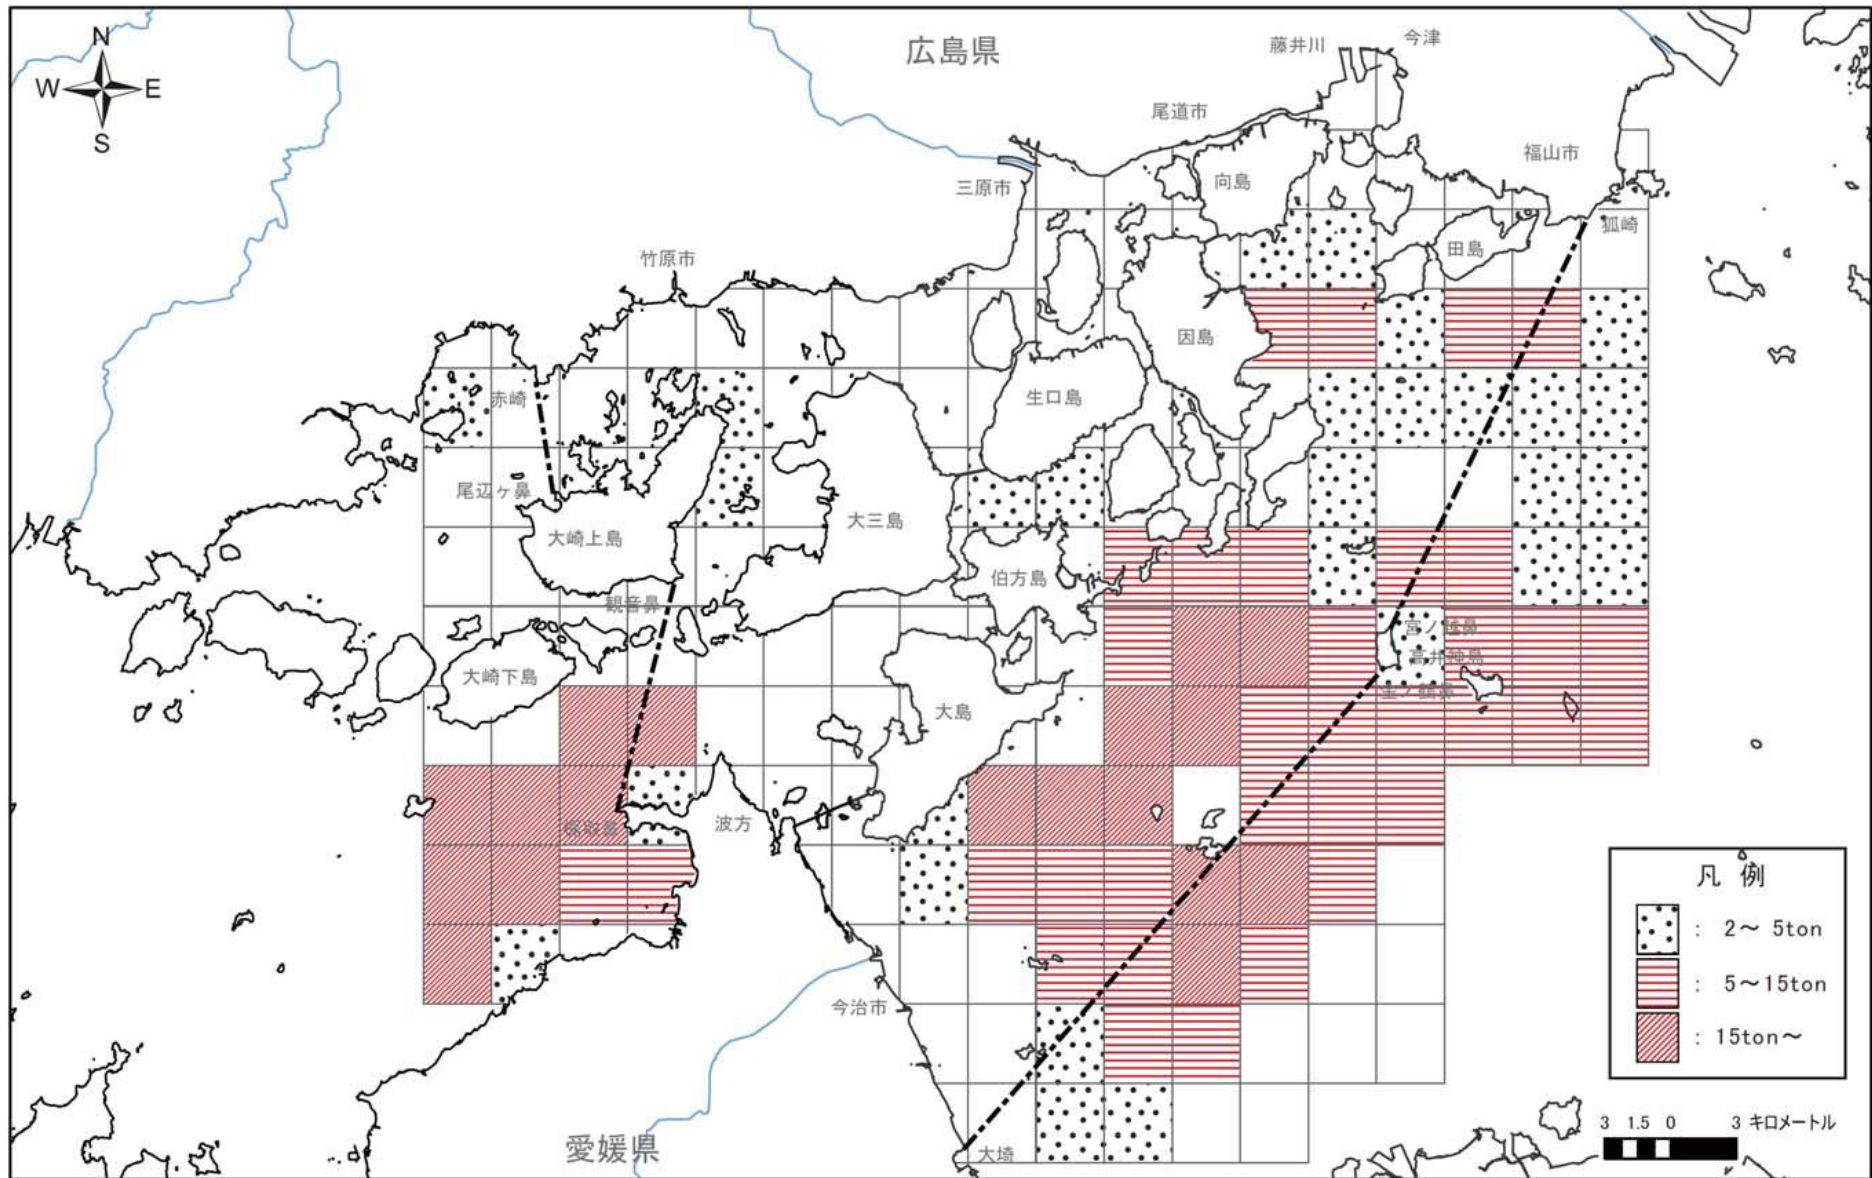 N
W E
S
広島県
藤井川
今津
尾道市
福山市
向島
三原市
狐崎
田島
竹原市
因島
赤崎
生口島
尾辺ヶ鼻
大三島
大崎上島
伯方島
観音鼻
宮ノ越鼻
高井神島
大崎下島
大島
波方
今治市
大埼
愛媛県
凡 例
: 2～ 5ton
: 5～15ton
: 15ton～
3 1.5 0 3 キロメートル